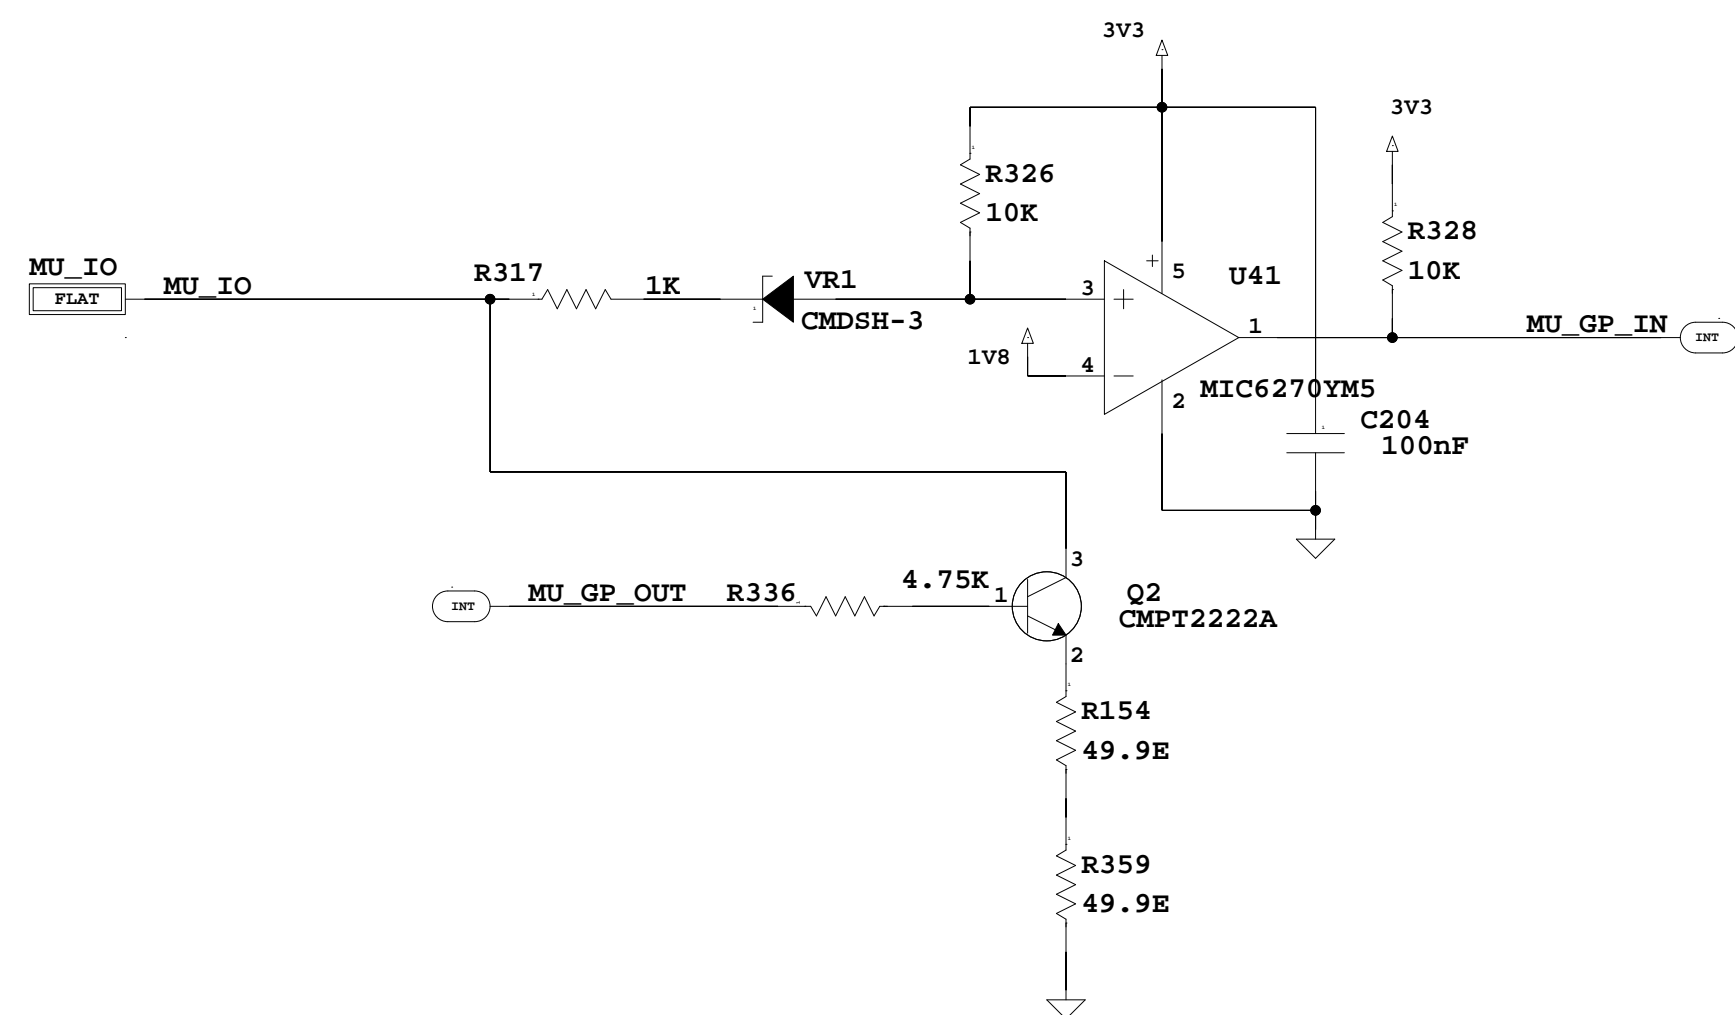 3V3
3V3
R326
10K
R328
10K
MU_IO
FLAT
MU_IO
R317
1K
VR1
CMDSH-3
3
+
+
5
U41
1
MU_GP_IN
INT
1V8
4
—
2
MIC6270YM5
C204
100nF
INT
MU_GP_OUT
R336
4.75K
1
3
Q2
CMPT2222A
2
R154
49.9E
R359
49.9E